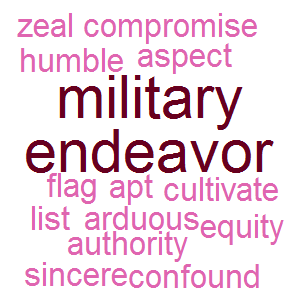 zeal compromise
humble aspect
military
endeavor
flag apt cultivate
list arduous equity
authority
sincere confound